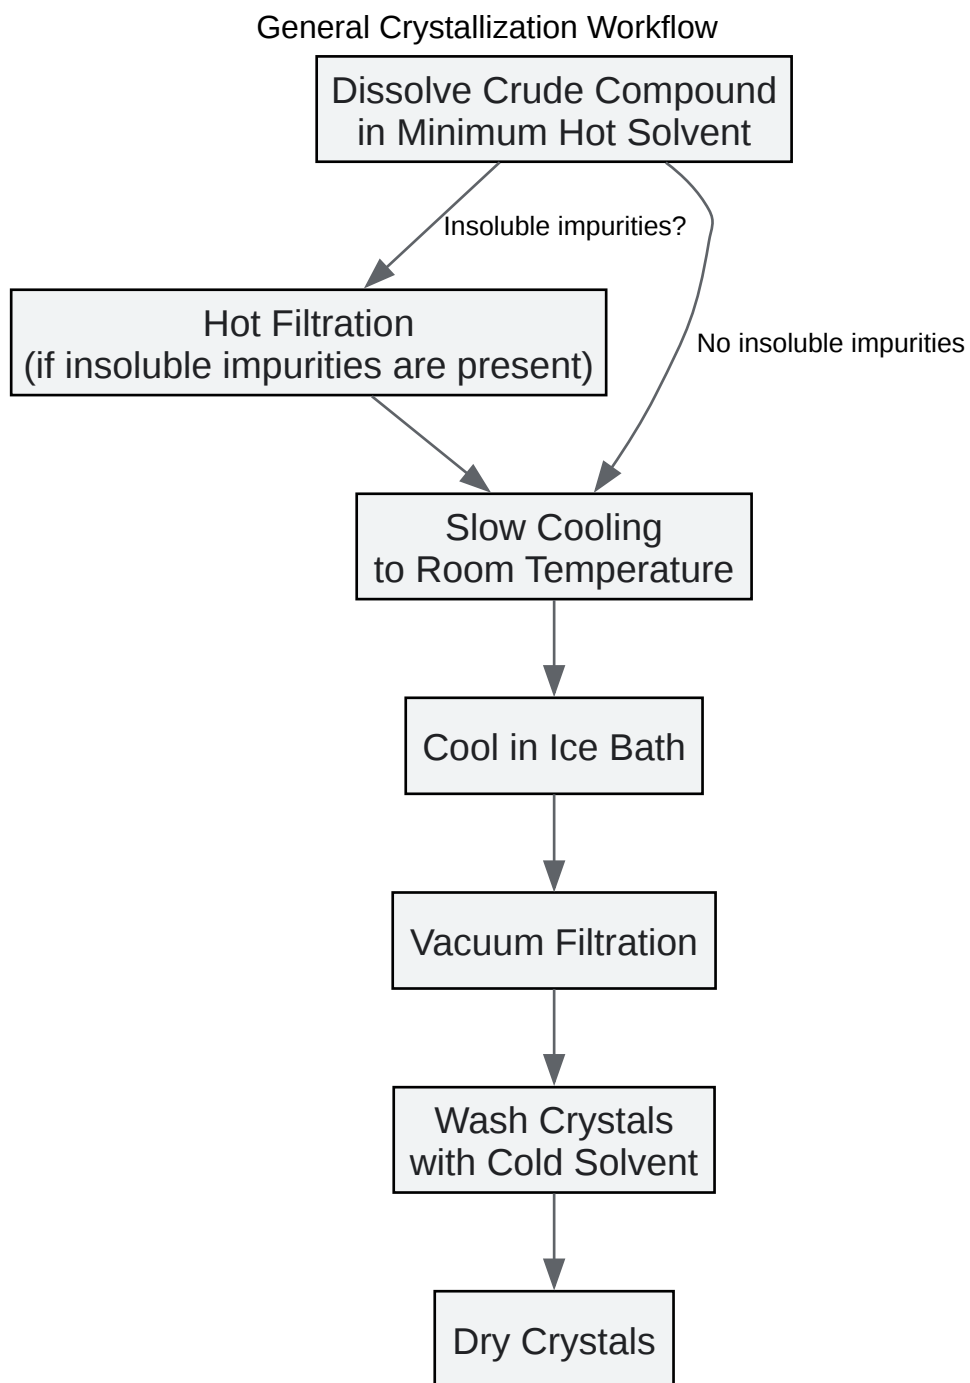 General Crystallization Workflow
Dissolve Crude Compound
in Minimum Hot Solvent
Insoluble impurities?
Hot Filtration
(if insoluble impurities are present)
No insoluble impurities
Slow Cooling
to Room Temperature
Cool in Ice Bath
Vacuum Filtration
Wash Crystals
with Cold Solvent
Dry Crystals